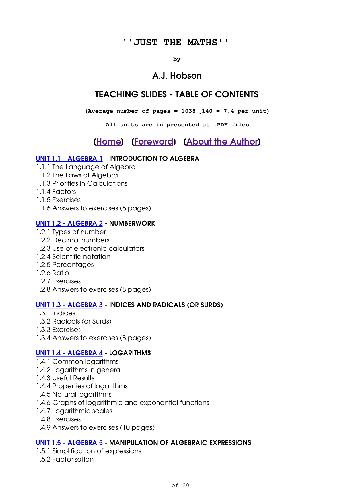 ''JUST THE MATHS''
by
A.J. Hobson
TEACHING SLIDES - TABLE OF CONTENTS
(Average number of pages = 1038 ÷ 140 = 7.4 per unit)
All units are presented as .PDF files
(Home) (Foreword) (About the Author)
UNIT 1.1 - ALGEBRA 1 - INTRODUCTION TO ALGEBRA
1.1.1 The Language of Algebra
1.1.2 The Laws of Algebra
1.1.3 Priorities in Calculations
1.1.4 Factors
1.1.5 Exercises
1.1.6 Answers to exercises (6 pages)
UNIT 1.2 - ALGEBRA 2 - NUMBERWORK
1.2.1 Types of number
1.2.2 Decimal numbers
1.2.3 Use of electronic calculators
1.2.4 Scientific notation
1.2.5 Percentages
1.2.6 Ratio
1.2.7 Exercises
1.2.8 Answers to exercises (5 pages)
UNIT 1.3 - ALGEBRA 3 - INDICES AND RADICALS (OR SURDS)
1.3.1 Indices
1.3.2 Radicals (or Surds)
1.3.3 Exercises
1.3.4 Answers to exercises (8 pages)
UNIT 1.4 - ALGEBRA 4 - LOGARITHMS
1.4.1 Common logarithms
1.4.2 Logarithms in general
1.4.3 Useful Results
1.4.4 Properties of logarithms
1.4.5 Natural logarithms
1.4.6 Graphs of logarithmic and exponential functions
1.4.7 Logarithmic scales
1.4.8 Exercises
1.4.9 Answers to exercises (10 pages)
UNIT 1.5 - ALGEBRA 5 - MANIPULATION OF ALGEBRAIC EXPRESSIONS
1.5.1 Simplification of expressions
1.5.2 Factorisation